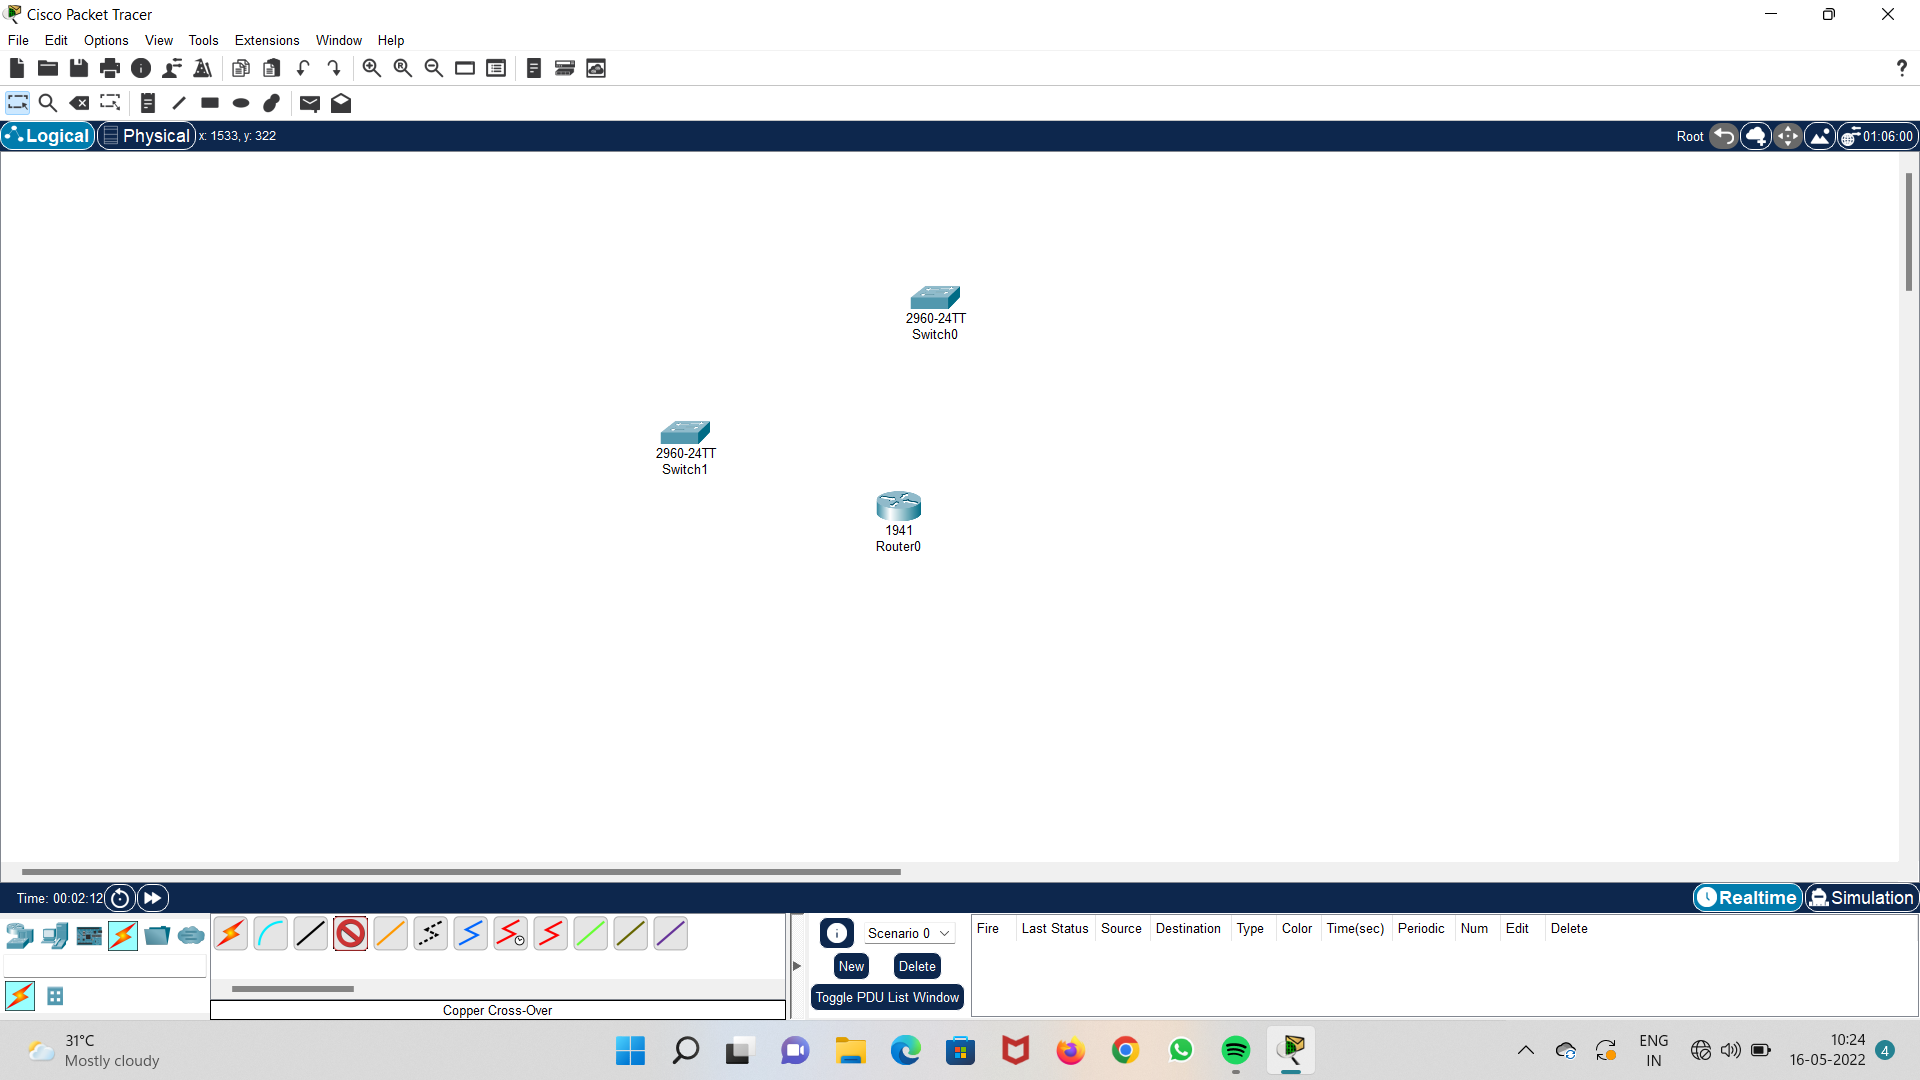 Cisco Packet Tracer
File Edit Options View Tools Extensions Window Help
?
Logical Physical x: 1533, y: 322 Root 01:06:00
2960-24TT
Switch0
2960-24TT
Switch1
1941
Router0
Time: 00:02:12 Realtime Simulation
Scenario 0 Fire Last Status Source Destination Type Color Time(sec) Periodic Num Edit Delete
New Delete
Toggle PDU List Window
Copper Cross-Over
31°C
Mostly cloudy
ENG
IN
10:24
16-05-2022
4